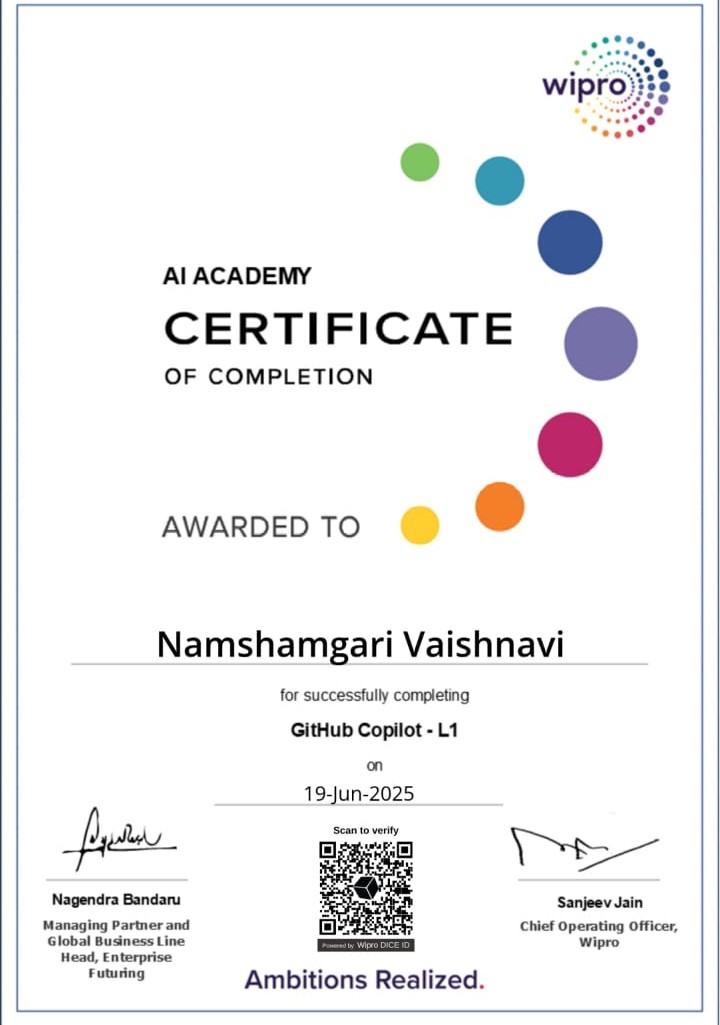 wipro
AI ACADEMY
CERTIFICATE
OF COMPLETION
AWARDED TO
Namshamgari Vaishnavi
for successfully completing
GitHub Copilot - L1
on
19-Jun-2025
Scan to verify
Powered by Wipro DICE ID
Nagendra Bandaru
Managing Partner and
Global Business Line
Head, Enterprise
Futuring
Sanjeev Jain
Chief Operating Officer,
Wipro
Ambitions Realized.